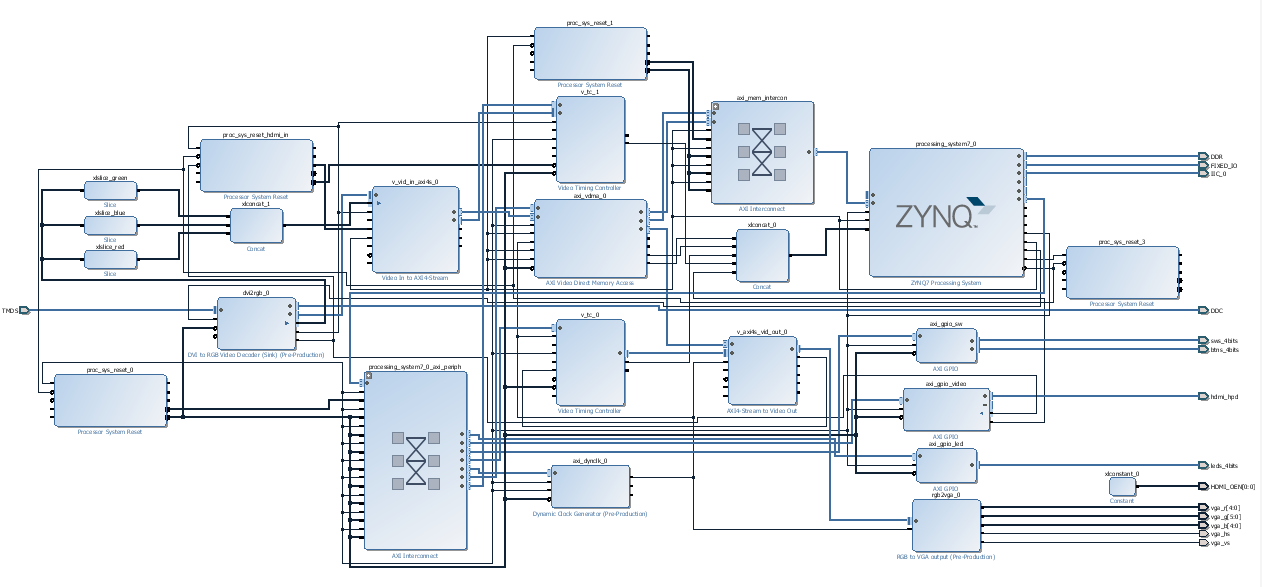 proc_sys_reset_1
Processor System Reset
v_tc_1
Video Timing Controller
axi_mem_intercon
AXI Interconnect
proc_sys_reset_hdmi_in
Processor System Reset
processing_system7_0
ZYNQ
ZYNQ7 Processing System
DDR
FIXED_IO
IIC_0
xlslice_green
Slice
xlslice_blue
Slice
xlslice_red
Slice
xlconcat_1
Concat
v_vid_in_axi4s_0
Video In to AXI4-Stream
axi_vdma_0
AXI Video Direct Memory Access
xlconcat_0
Concat
proc_sys_reset_3
Processor System Reset
TMDS
dvi2rgb_0
DVI to RGB Video Decoder (Sink) (Pre-Production)
DDC
v_tc_0
Video Timing Controller
v_axi4s_vid_out_0
AXI4-Stream to Video Out
axi_gpio_sw
AXI GPIO
sws_4bits
btns_4bits
proc_sys_reset_0
Processor System Reset
processing_system7_0_axi_periph
AXI Interconnect
axi_gpio_video
AXI GPIO
hdmi_hpd
axi_gpio_led
AXI GPIO
leds_4bits
axi_dynclk_0
Dynamic Clock Generator (Pre-Production)
xlconstant_0
Constant
HDMI_OEN[0:0]
rgb2vga_0
RGB to VGA output (Pre-Production)
vga_r[4:0]
vga_g[5:0]
vga_b[4:0]
vga_hs
vga_vs